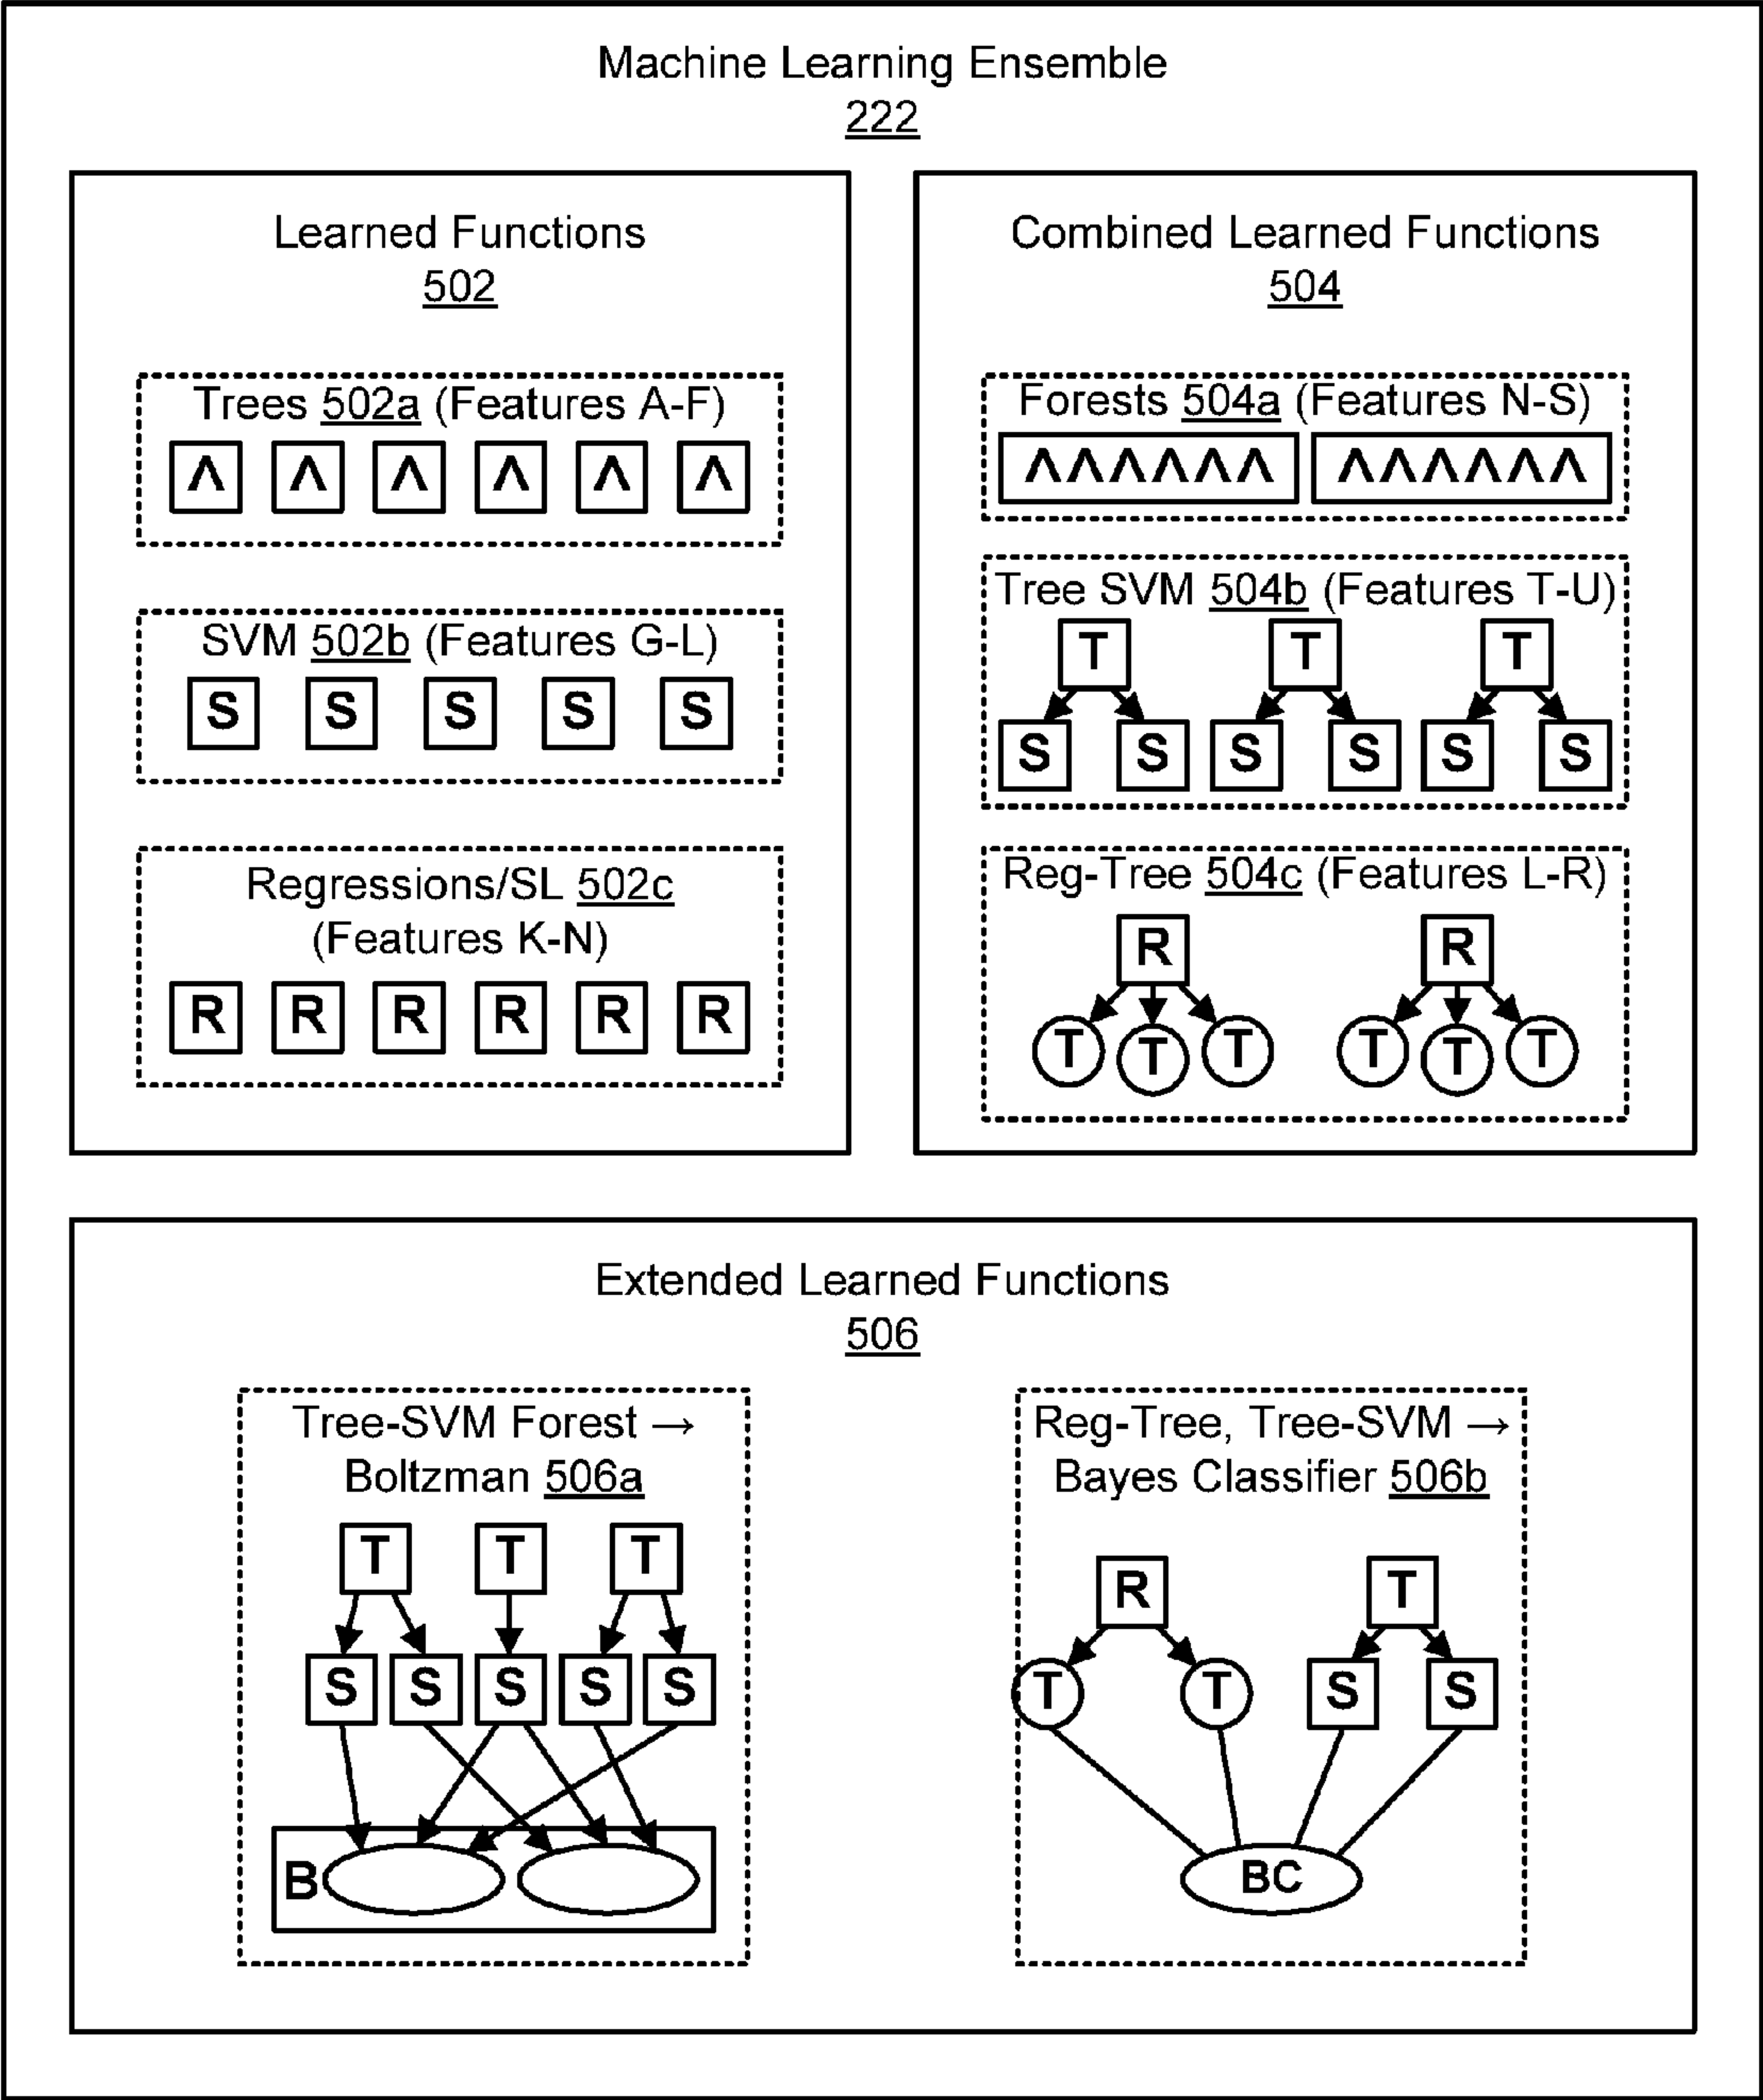 Machine Learning Ensemble
222
Learned Functions
502
Trees 502a (Features A-F)
Λ Λ Λ Λ Λ Λ
SVM 502b (Features G-L)
S S S S S
Regressions/SL 502c
(Features K-N)
R R R R R R
Combined Learned Functions
504
Forests 504a (Features N-S)
ΛΛΛΛΛΛ ΛΛΛΛΛΛ
Tree SVM 504b (Features T-U)
T T T
S S S S S S
Reg-Tree 504c (Features L-R)
R R
T T T T T T
Extended Learned Functions
506
Tree-SVM Forest →
Boltzman 506a
T T T
S S S S S
B
Reg-Tree, Tree-SVM →
Bayes Classifier 506b
R T
T T S S
BC